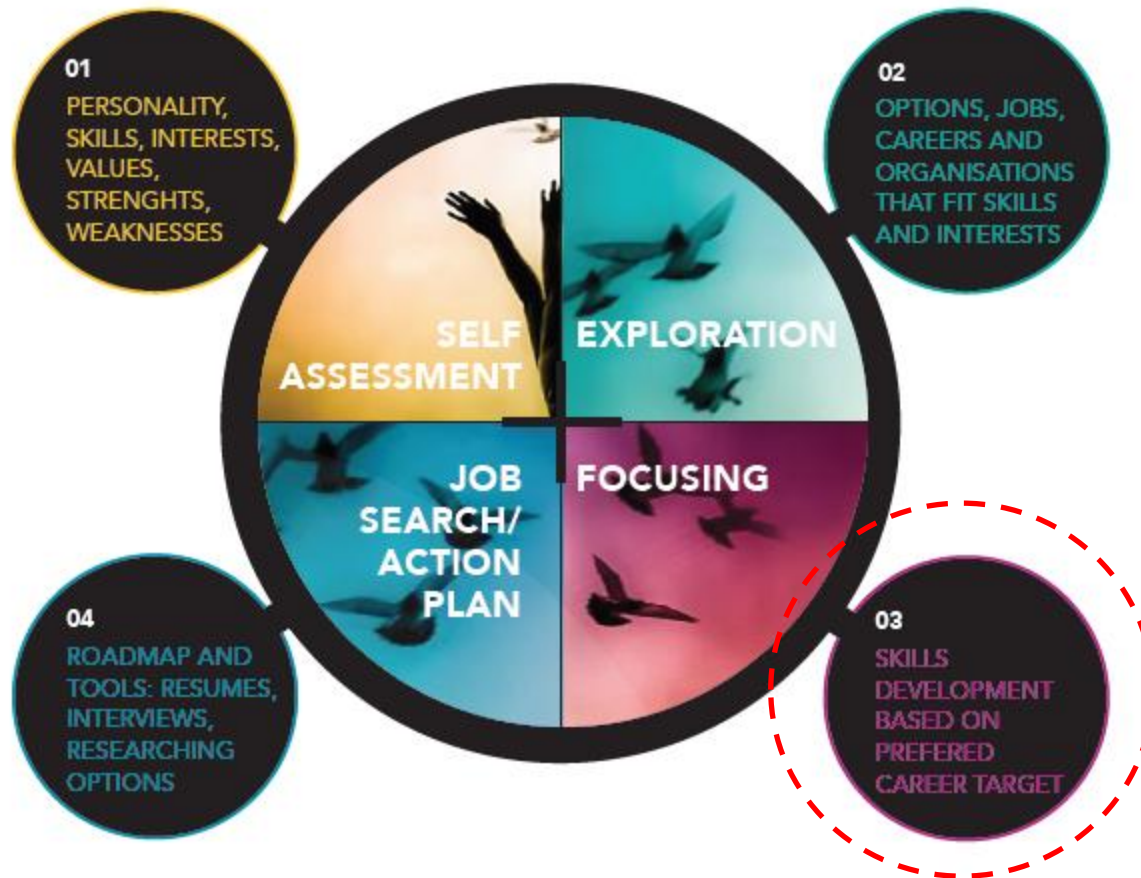 01
PERSONALITY,
SKILLS, INTERESTS,
VALUES,
STRENGHTS,
WEAKNESSES
02
OPTIONS, JOBS,
CAREERS AND
ORGANISATIONS
THAT FIT SKILLS
AND INTERESTS
SELF
ASSESSMENT
EXPLORATION
JOB
SEARCH/
ACTION
PLAN
FOCUSING
04
ROADMAP AND
TOOLS: RESUMES,
INTERVIEWS,
RESEARCHING
OPTIONS
03
SKILLS
DEVELOPMENT
BASED ON
PREFERED
CAREER TARGET